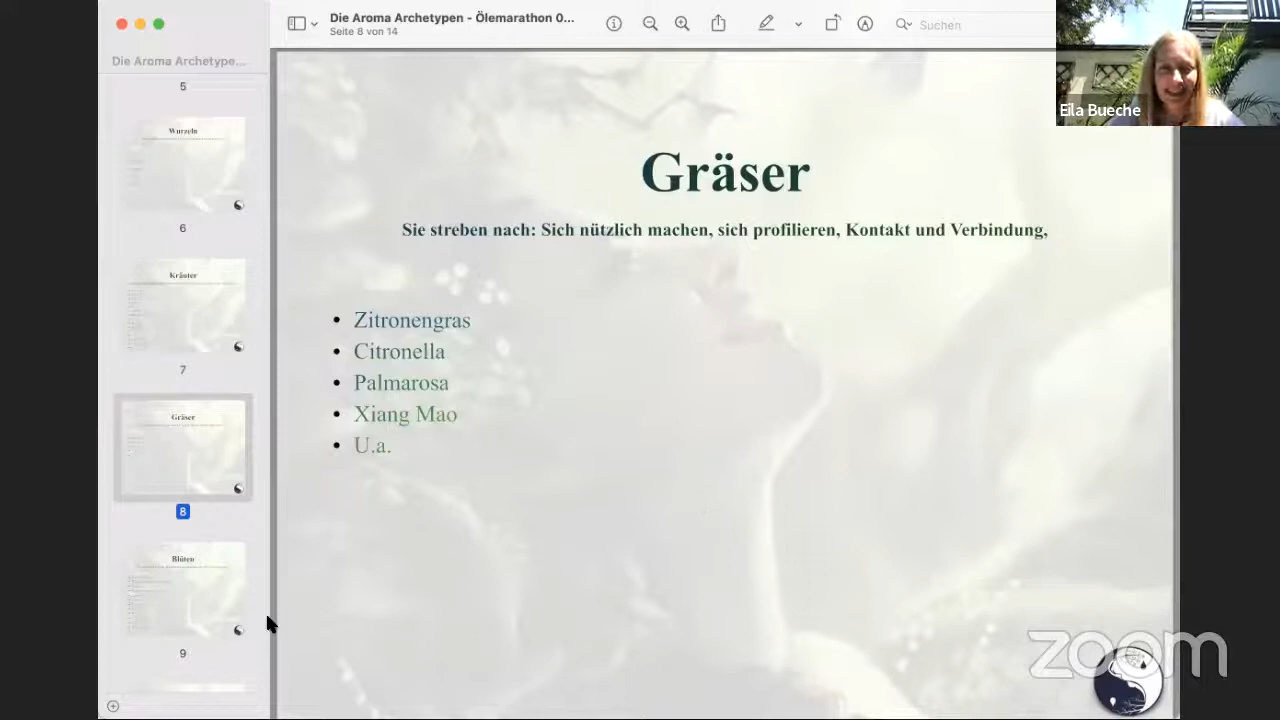 Die Aroma Archetypen - Ölemarathon 0...
Seite 8 von 14
Suchen
Die Aroma Archetype...
5
Wurzeln
6
Kräuter
7
Gräser
8
Blüten
9
Gräser
Sie streben nach: Sich nützlich machen, sich profilieren, Kontakt und Verbindung,
• Zitronengras
• Citronella
• Palmarosa
• Xiang Mao
• U.a.
Eila Bueche
zoom